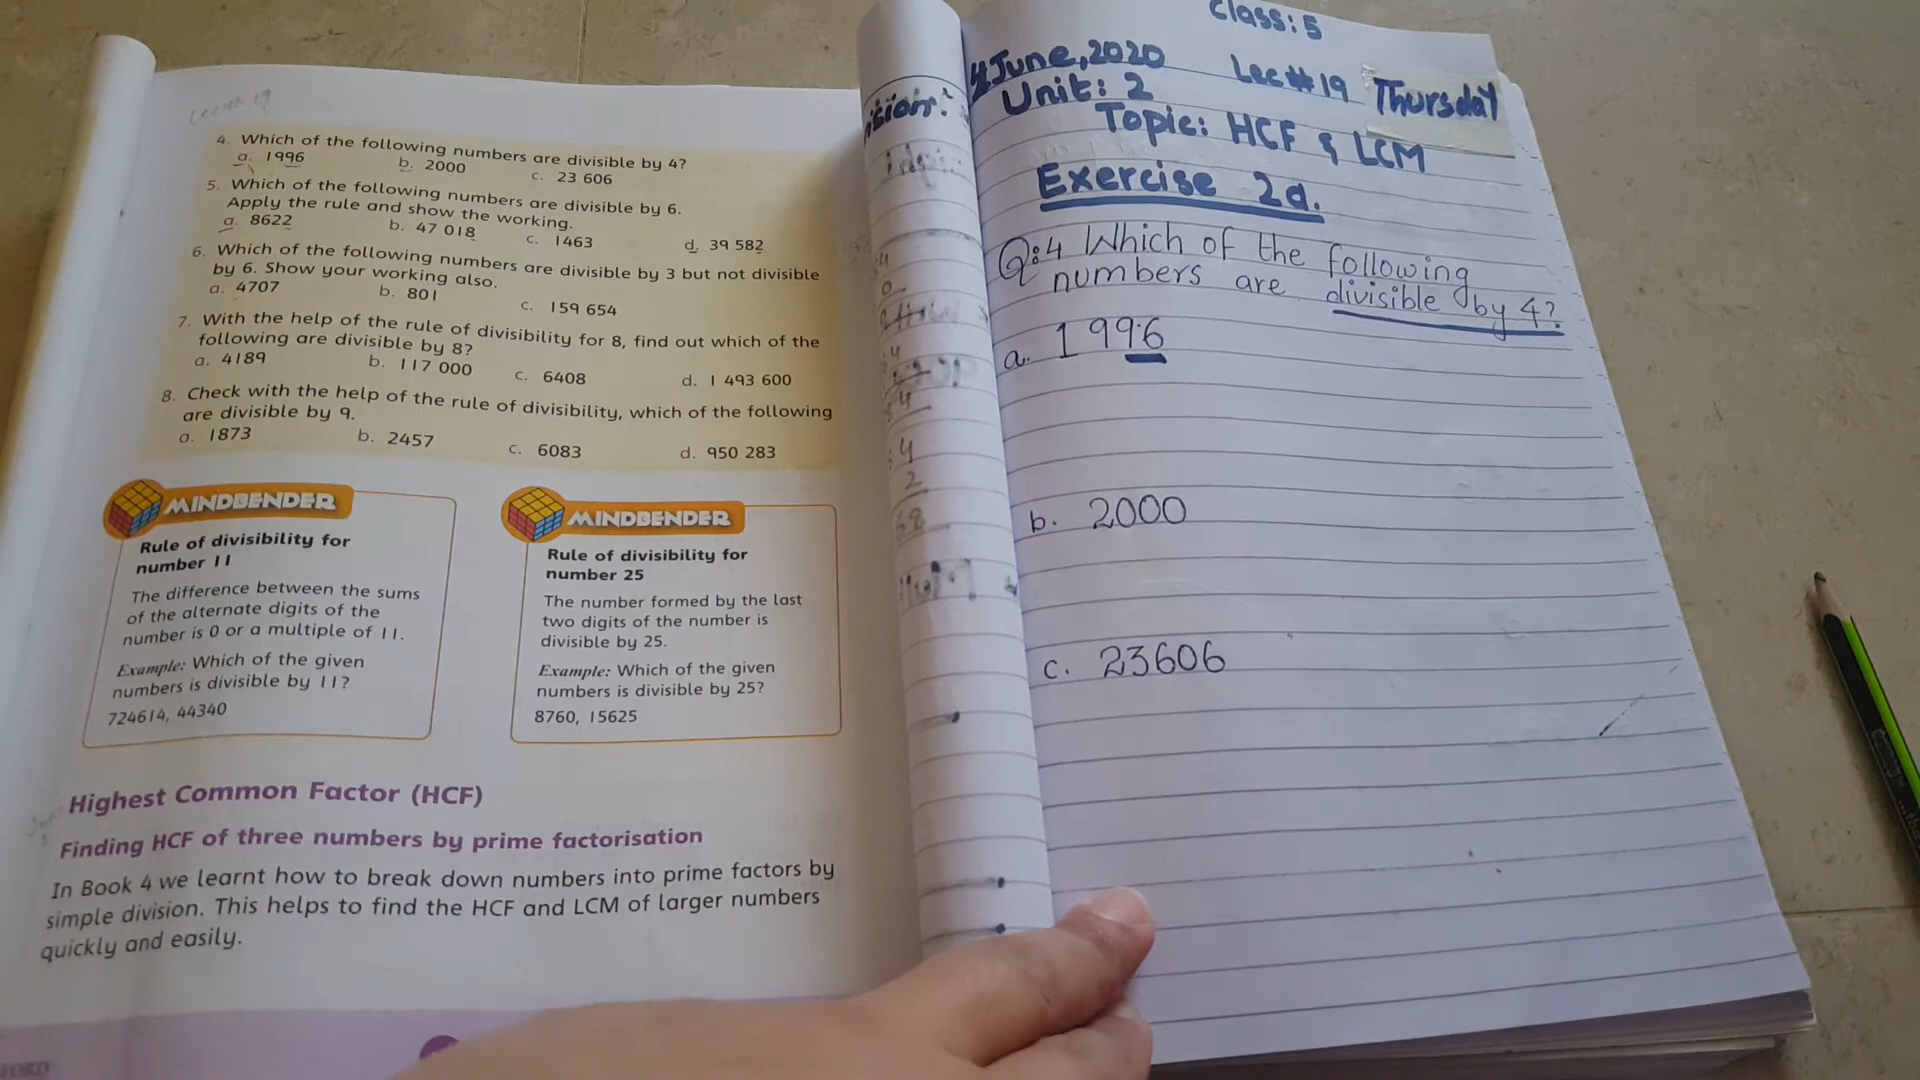 Lec# 19
4. Which of the following numbers are divisible by 4?
a. 1996 b. 2000 c. 23 606
5. Which of the following numbers are divisible by 6.
Apply the rule and show the working.
a. 8622 b. 47 018 c. 1463 d. 39 582
6. Which of the following numbers are divisible by 3 but not divisible
by 6. Show your working also.
a. 4707 b. 801 c. 159 654
7. With the help of the rule of divisibility for 8, find out which of the
following are divisible by 8?
a. 4189 b. 117 000 c. 6408 d. 1 493 600
8. Check with the help of the rule of divisibility, which of the following
are divisible by 9.
a. 1873 b. 2457 c. 6083 d. 950 283
MINDBENDER
Rule of divisibility for
number 11
The difference between the sums
of the alternate digits of the
number is 0 or a multiple of 11.
Example: Which of the given
numbers is divisible by 11?
724614, 44340
MINDBENDER
Rule of divisibility for
number 25
The number formed by the last
two digits of the number is
divisible by 25.
Example: Which of the given
numbers is divisible by 25?
8760, 15625
Highest Common Factor (HCF)
Finding HCF of three numbers by prime factorisation
In Book 4 we learnt how to break down numbers into prime factors by
simple division. This helps to find the HCF and LCM of larger numbers
quickly and easily.
Class: 5
4 June, 2020 Lec# 19 Thursday
Unit: 2
Topic: HCF & LCM
Exercise 2a.
Q:4 Which of the following
numbers are divisible by 4?
a. 1996
b. 2000
c. 23606